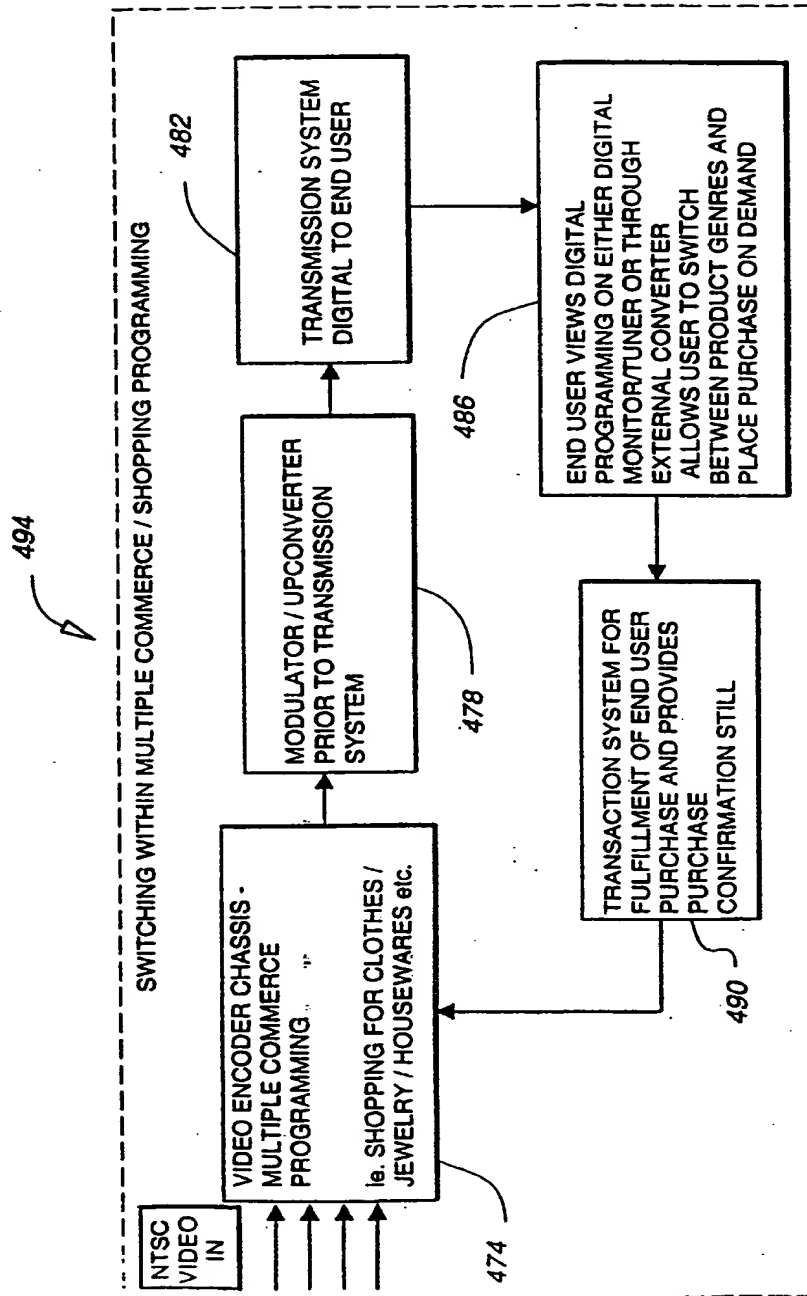 494
SWITCHING WITHIN MULTIPLE COMMERCE / SHOPPING PROGRAMMING
NTSC
VIDEO
IN
VIDEO ENCODER CHASSIS -
MULTIPLE COMMERCE
PROGRAMMING
ie. SHOPPING FOR CLOTHES /
JEWELRY / HOUSEWARES etc.
474
MODULATOR / UPCONVERTER
PRIOR TO TRANSMISSION
SYSTEM
478
TRANSMISSION SYSTEM
DIGITAL TO END USER
482
END USER VIEWS DIGITAL
PROGRAMMING ON EITHER DIGITAL
MONITOR/TUNER OR THROUGH
EXTERNAL CONVERTER
ALLOWS USER TO SWITCH
BETWEEN PRODUCT GENRES AND
PLACE PURCHASE ON DEMAND
486
TRANSACTION SYSTEM FOR
FULFILLMENT OF END USER
PURCHASE AND PROVIDES
PURCHASE
CONFIRMATION STILL
490